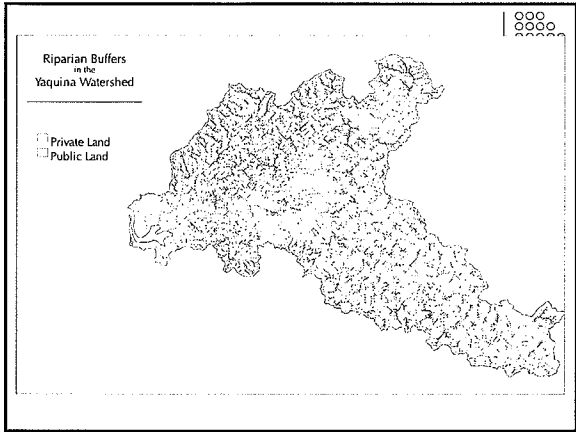 Riparian Buffers
in the
Yaquina Watershed
Private Land
Public Land